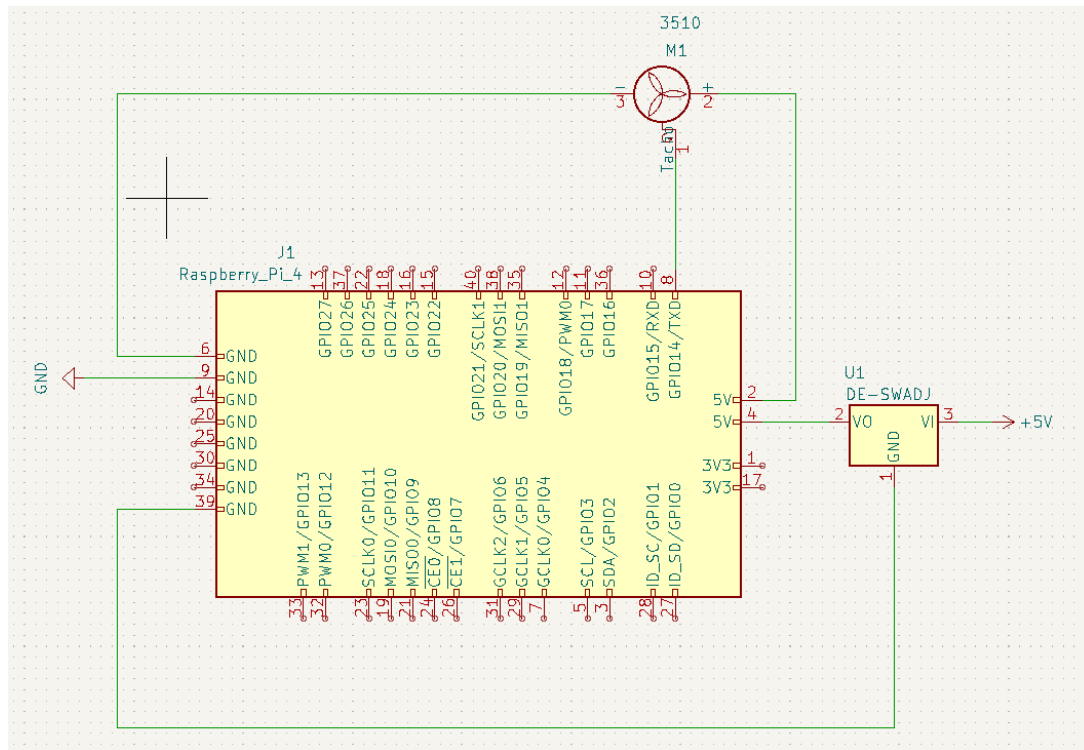 3510
M1
- +
3 2
Tacho
1
J1
Raspberry_Pi_4
13 37 22 18 16 15 40 38 35 12 11 36 10 8
GPIO27
GPIO26
GPIO25
GPIO24
GPIO23
GPIO22
GPIO21/SCLK1
GPIO20/MOSI1
GPIO19/MISO1
GPIO18/PWM0
GPIO17
GPIO16
GPIO15/RXD
GPIO14/TXD
6 GND
GND
9 GND
14 GND
20 GND
25 GND
30 GND
34 GND
39 GND
5V 2
5V 4
3V3 1
3V3 17
U1
DE-SWADJ
2 VO VI 3
+5V
GND
1
PWM1/GPIO13
PWM0/GPIO12
SCLK0/GPIO11
MOSI0/GPIO10
MISO0/GPIO9
CE0/GPIO8
CE1/GPIO7
GCLK2/GPIO6
GCLK1/GPIO5
GCLK0/GPIO4
SCL/GPIO3
SDA/GPIO2
ID_SC/GPIO1
ID_SD/GPIO0
33 32 23 19 21 24 26 31 29 7 5 3 28 27